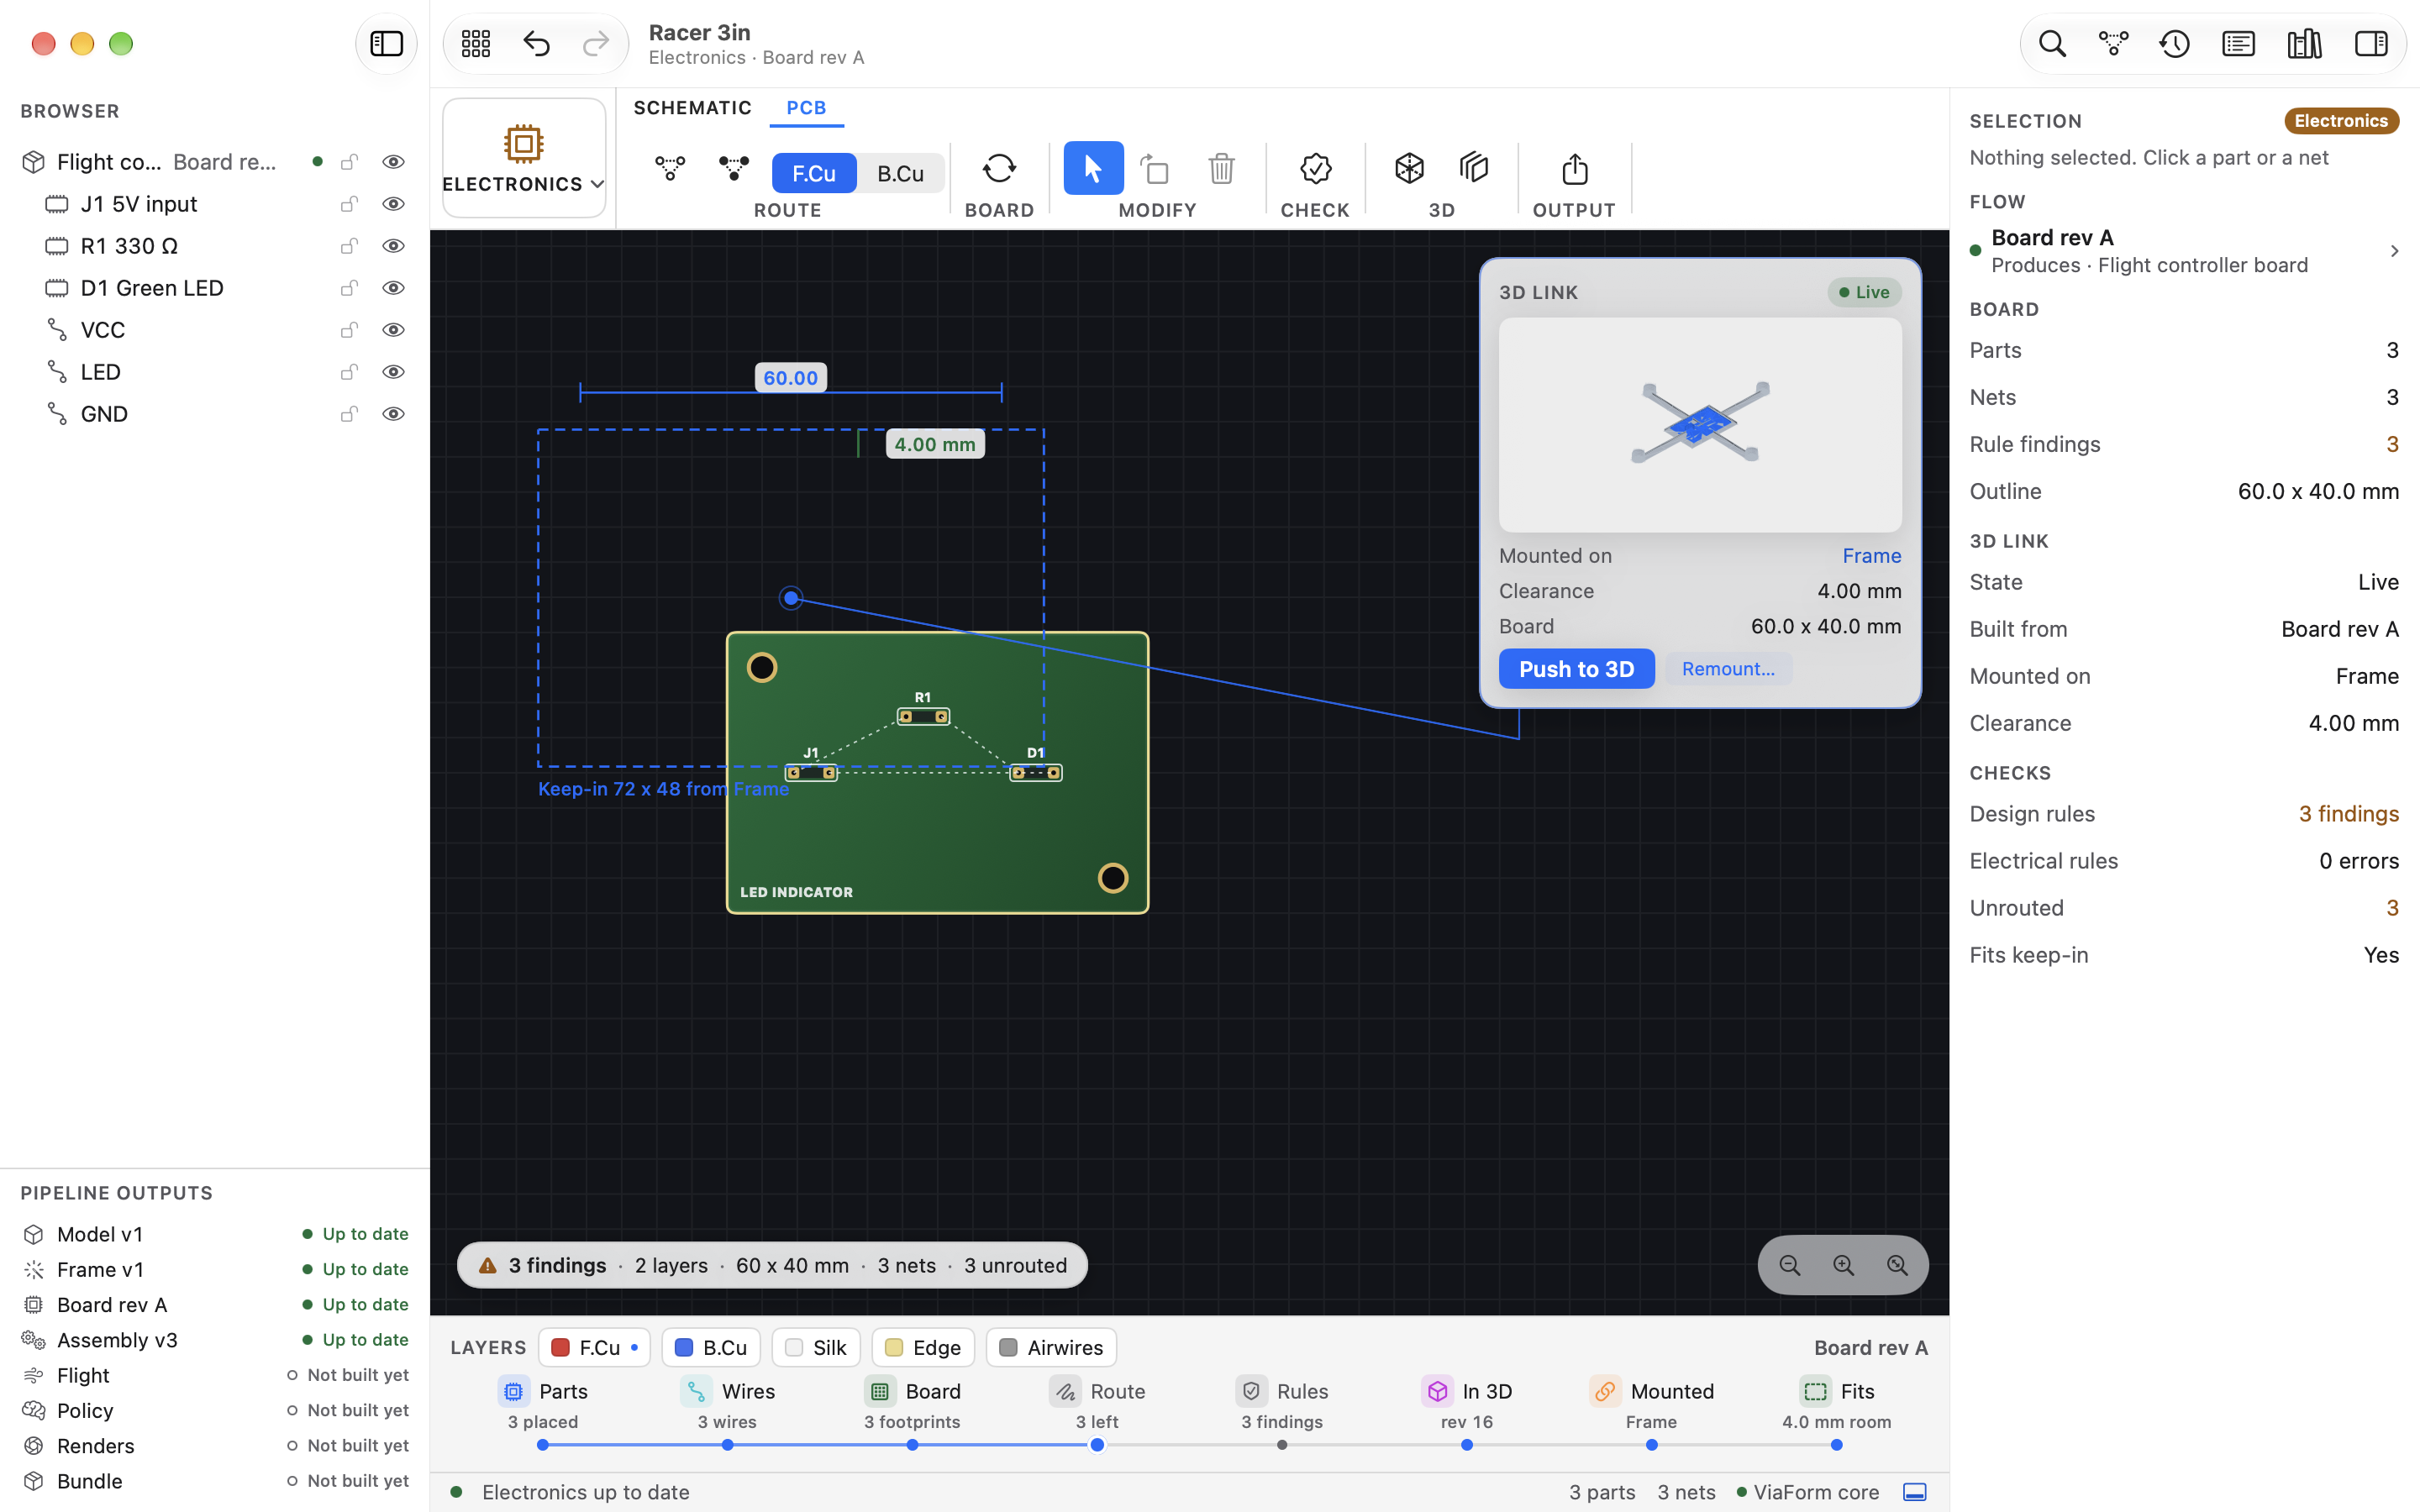 Racer 3in
Electronics · Board rev A
BROWSER
Flight co... Board re...
J1 5V input
R1 330 Ω
D1 Green LED
VCC
LED
GND
PIPELINE OUTPUTS
Model v1 Up to date
Frame v1 Up to date
Board rev A Up to date
Assembly v3 Up to date
Flight Not built yet
Policy Not built yet
Renders Not built yet
Bundle Not built yet
ELECTRONICS
SCHEMATIC PCB
F.Cu B.Cu
ROUTE BOARD MODIFY CHECK 3D OUTPUT
60.00
4.00 mm
Keep-in 72 x 48 from Frame
R1
J1
D1
LED INDICATOR
3D LINK Live
Mounted on Frame
Clearance 4.00 mm
Board 60.0 x 40.0 mm
Push to 3D Remount...
3 findings · 2 layers · 60 x 40 mm · 3 nets · 3 unrouted
LAYERS F.Cu B.Cu Silk Edge Airwires Board rev A
Parts Wires Board Route Rules In 3D Mounted Fits
3 placed 3 wires 3 footprints 3 left 3 findings rev 16 Frame 4.0 mm room
Electronics up to date 3 parts 3 nets ViaForm core
SELECTION Electronics
Nothing selected. Click a part or a net
FLOW
Board rev A
Produces · Flight controller board
BOARD
Parts 3
Nets 3
Rule findings 3
Outline 60.0 x 40.0 mm
3D LINK
State Live
Built from Board rev A
Mounted on Frame
Clearance 4.00 mm
CHECKS
Design rules 3 findings
Electrical rules 0 errors
Unrouted 3
Fits keep-in Yes